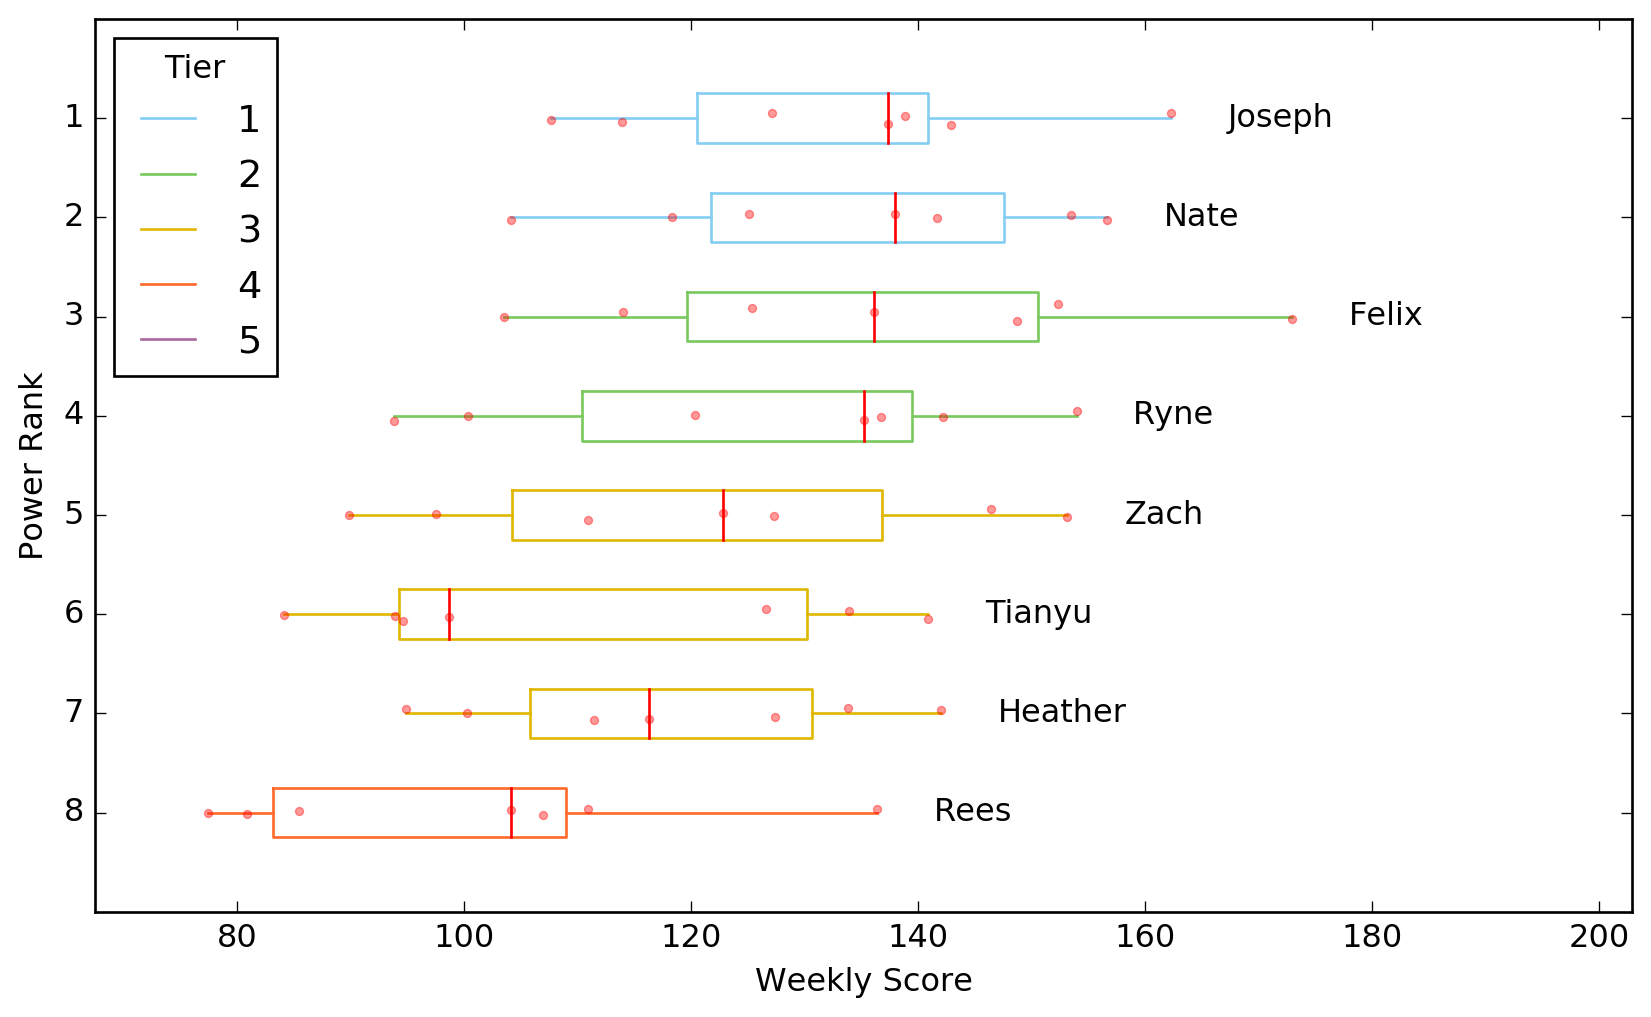 Tier
1
2
3
4
5
Power Rank
1
2
3
4
5
6
7
8
Joseph
Nate
Felix
Ryne
Zach
Tianyu
Heather
Rees
80 100 120 140 160 180 200
Weekly Score